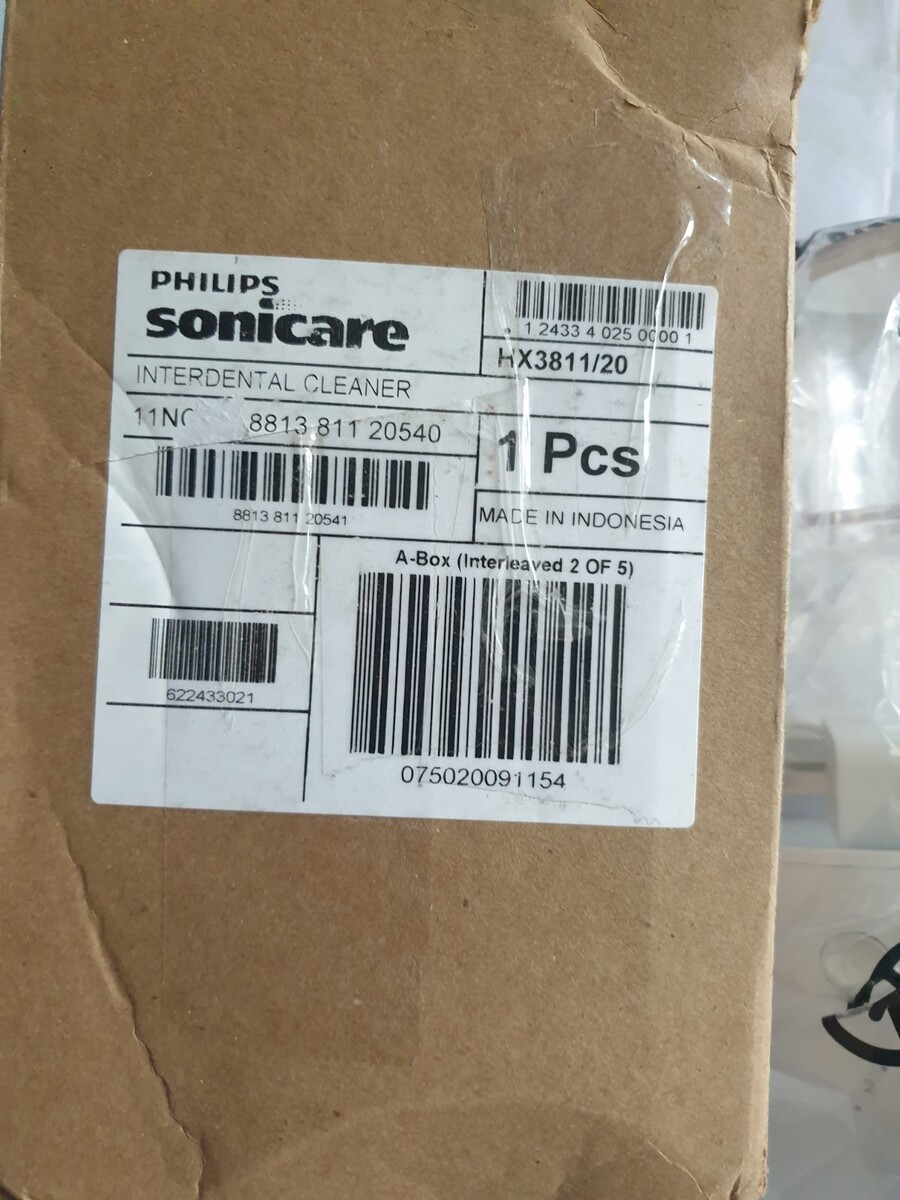 PHILIPS
sonicare
1 2433 4 025 0000 1
HX3811/20
INTERDENTAL CLEANER
11NC 8813 811 20540
1 Pcs
8813 811 20541
MADE IN INDONESIA
A-Box (Interleaved 2 OF 5)
622433021
075020091154